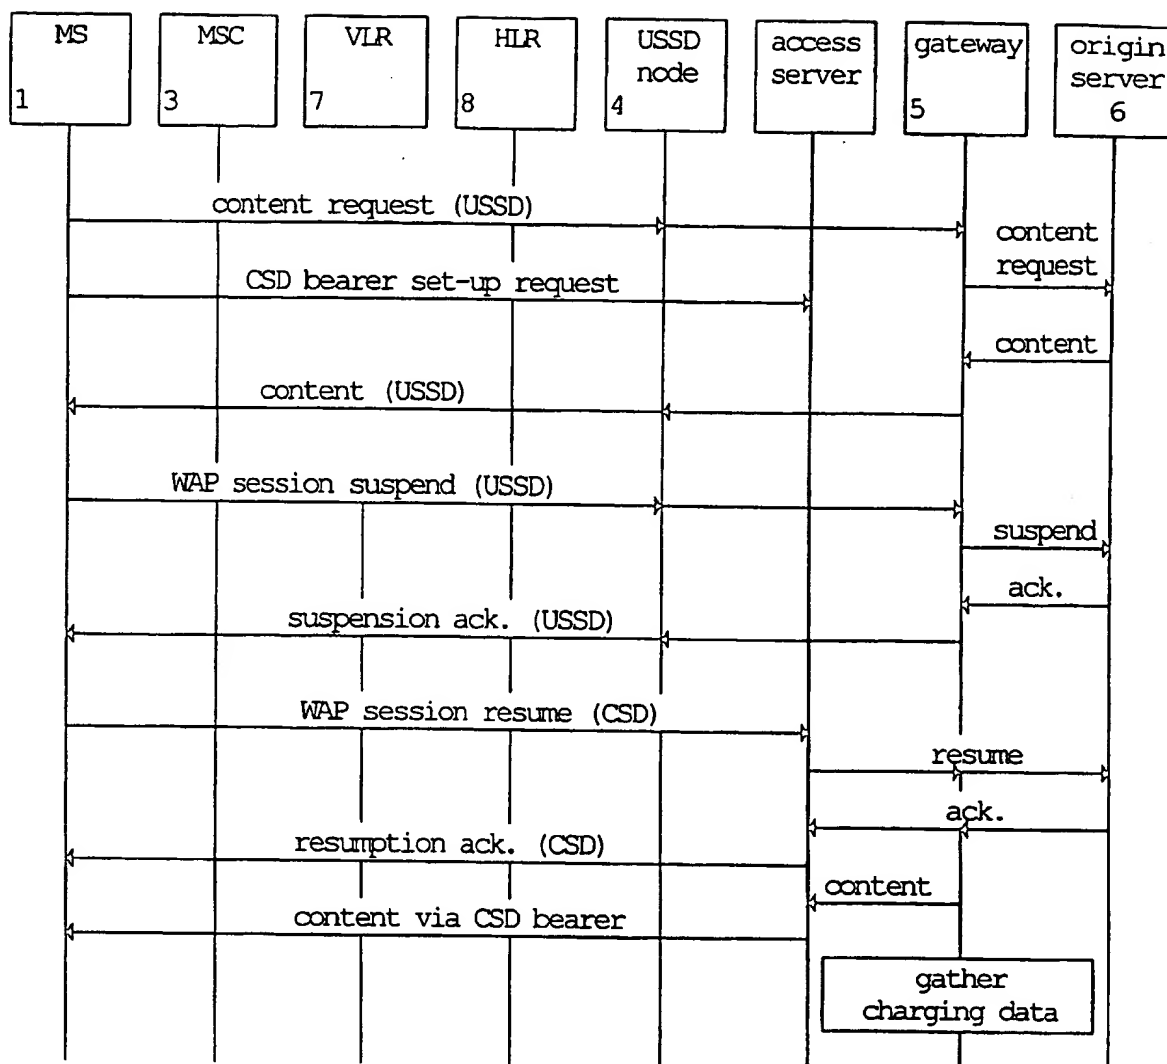 MS
1
MSC
3
VLR
7
HLR
8
USSD
node
4
access
server
gateway
5
origin
server
6
content request (USSD)
content
request
CSD bearer set-up request
content
content (USSD)
WAP session suspend (USSD)
suspend
ack.
suspension ack. (USSD)
WAP session resume (CSD)
resume
ack.
resumption ack. (CSD)
content
content via CSD bearer
gather
charging data